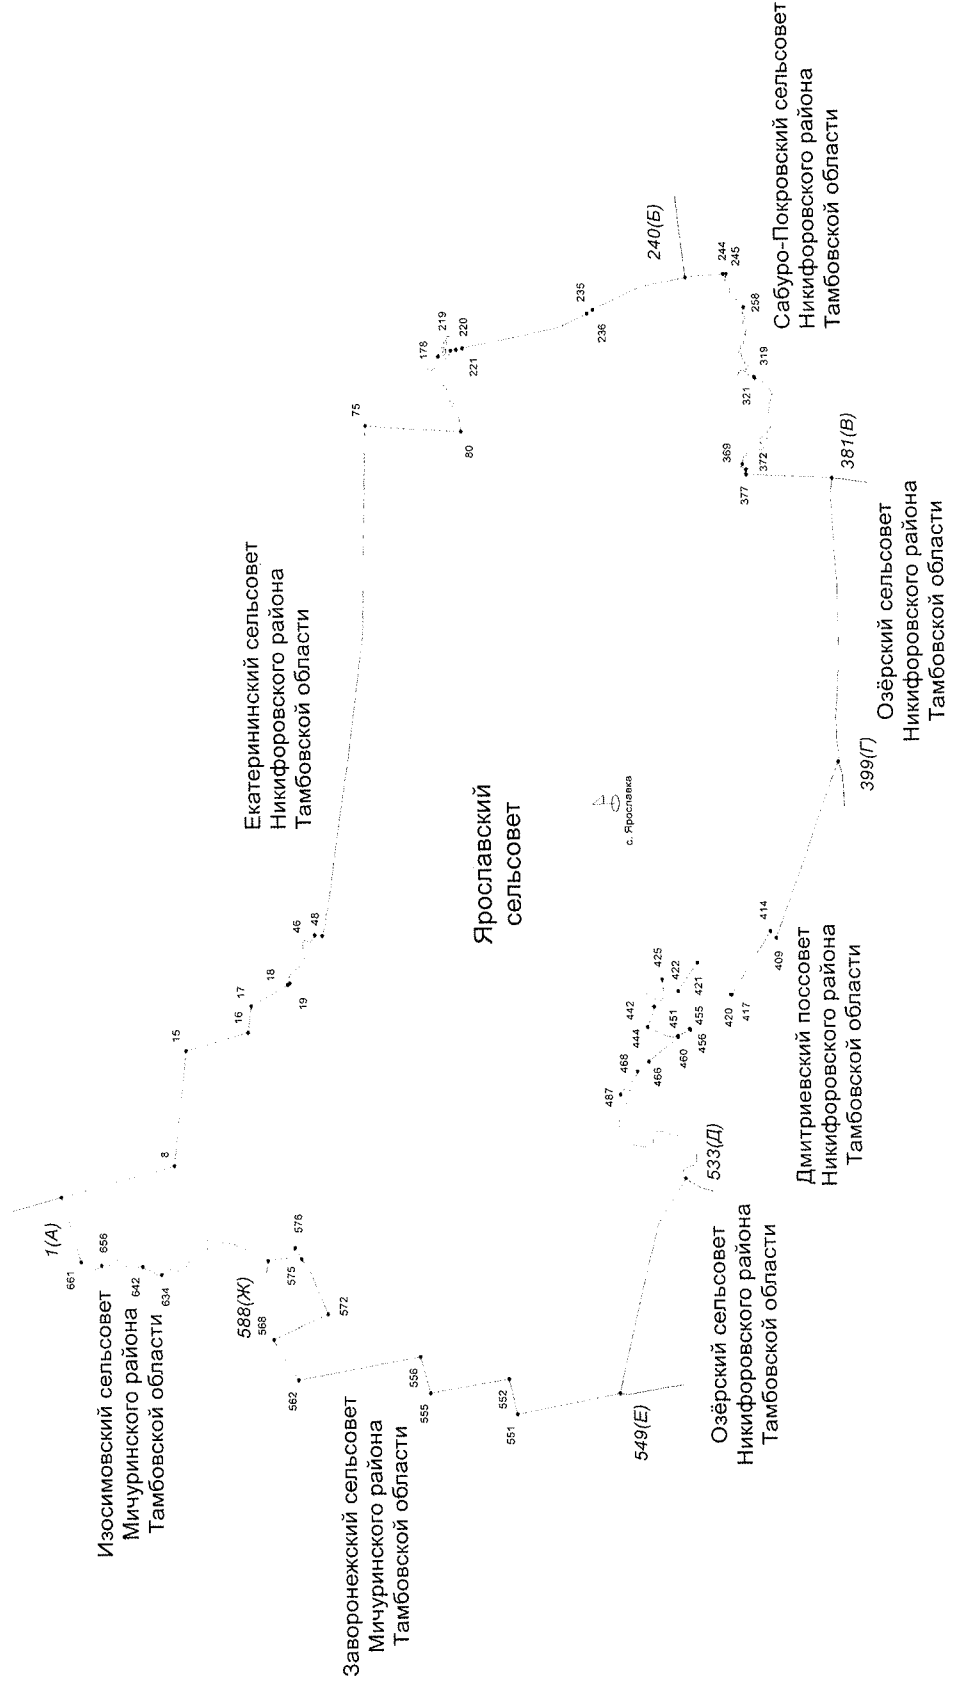 Изосимовский сельсовет
Мичуринского района
Тамбовской области
1(А)
661
656
642
634
8
15
16
17
18
19
46
48
Екатерининский сельсовет
Никифоровского района
Тамбовской области
75
80
178
219
220
221
235
236
240(Б)
244
245
258
Сабуро-Покровский сельсовет
Никифоровского района
Тамбовской области
319
321
369
372
377
381(В)
Озёрский сельсовет
Никифоровского района
Тамбовской области
399(Г)
Ярославский
сельсовет
с. Ярославка
409
414
417
420
421
422
425
442
444
451
455
456
460
466
468
487
Дмитриевский поссовет
Никифоровского района
Тамбовской области
533(Д)
Озёрский сельсовет
Никифоровского района
Тамбовской области
549(Е)
551
552
555
556
Заворонежский сельсовет
Мичуринского района
Тамбовской области
562
568
572
575
576
588(Ж)